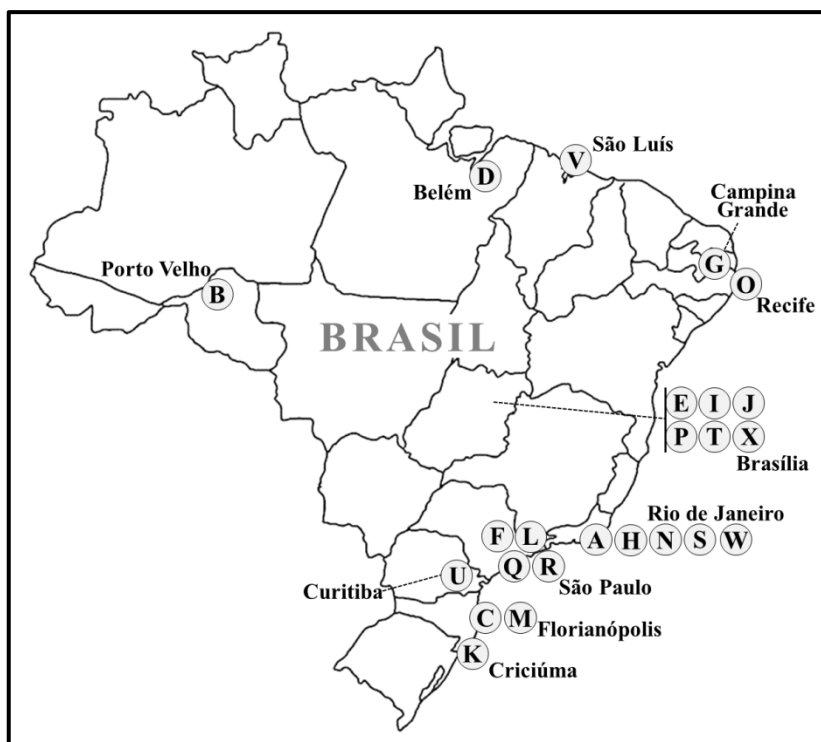 São Luís
V
D
Belém
Campina
Grande
G
Porto Velho
B
O
Recife
BRASIL
E I J
P T X
Brasília
Rio de Janeiro
F L
A H N S W
Q R
São Paulo
U
Curitiba
C M
Florianópolis
K
Criciúma